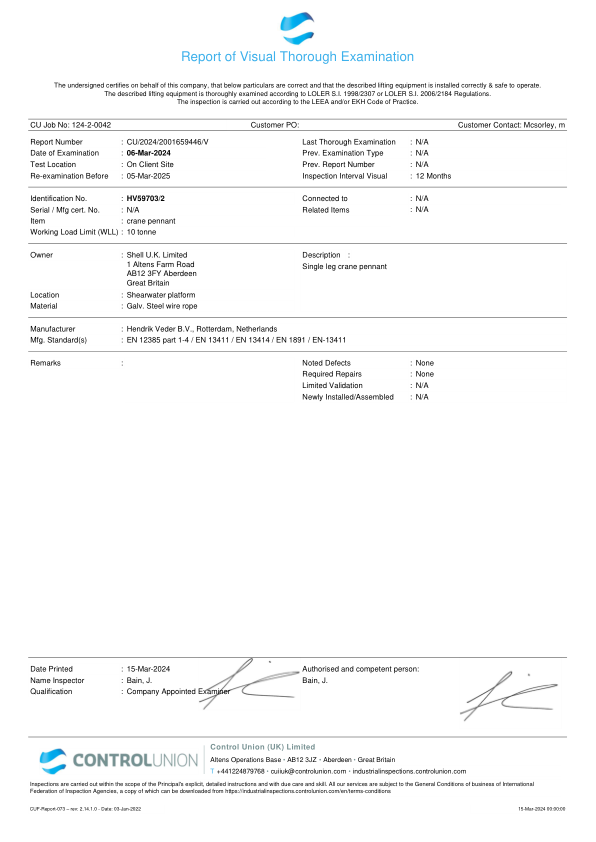 Report of Visual Thorough Examination
The undersigned certifies on behalf of this company, that below particulars are correct and that the described lifting equipment is installed correctly & safe to operate.
The described lifting equipment is thoroughly examined according to LOLER S.I. 1998/2307 or LOLER S.I. 2006/2184 Regulations.
The inspection is carried out according to the LEEA and/or EKH Code of Practice.
CU Job No: 124-2-0042 Customer PO: Customer Contact: Mcsorley, m
Report Number : CU/2024/2001659446/V Last Thorough Examination : N/A
Date of Examination : 06-Mar-2024 Prev. Examination Type : N/A
Test Location : On Client Site Prev. Report Number : N/A
Re-examination Before : 05-Mar-2025 Inspection Interval Visual : 12 Months
Identification No. : HV59703/2 Connected to : N/A
Serial / Mfg cert. No. : N/A Related Items : N/A
Item : crane pennant
Working Load Limit (WLL) : 10 tonne
Owner : Shell U.K. Limited Description :
1 Altens Farm Road Single leg crane pennant
AB12 3FY Aberdeen
Great Britain
Location : Shearwater platform
Material : Galv. Steel wire rope
Manufacturer : Hendrik Veder B.V., Rotterdam, Netherlands
Mfg. Standard(s) : EN 12385 part 1-4 / EN 13411 / EN 13414 / EN 1891 / EN-13411
Remarks : Noted Defects : None
Required Repairs : None
Limited Validation : N/A
Newly Installed/Assembled : N/A
Date Printed : 15-Mar-2024 Authorised and competent person:
Name Inspector : Bain, J. Bain, J.
Qualification : Company Appointed Examiner
CONTROLUNION
Control Union (UK) Limited
Altens Operations Base · AB12 3JZ · Aberdeen · Great Britain
T +441224879768 · cuiiuk@controlunion.com · industrialinspections.controlunion.com
Inspections are carried out within the scope of the Principal's explicit, detailed instructions and with due care and skill. All our services are subject to the General Conditions of business of International
Federation of Inspection Agencies, a copy of which can be downloaded from https://industrialinspections.controlunion.com/en/terms-conditions
CUF-Report-073 – rev: 2.14.1.0 - Date: 03-Jun-2022 15-Mar-2024 00:00:00